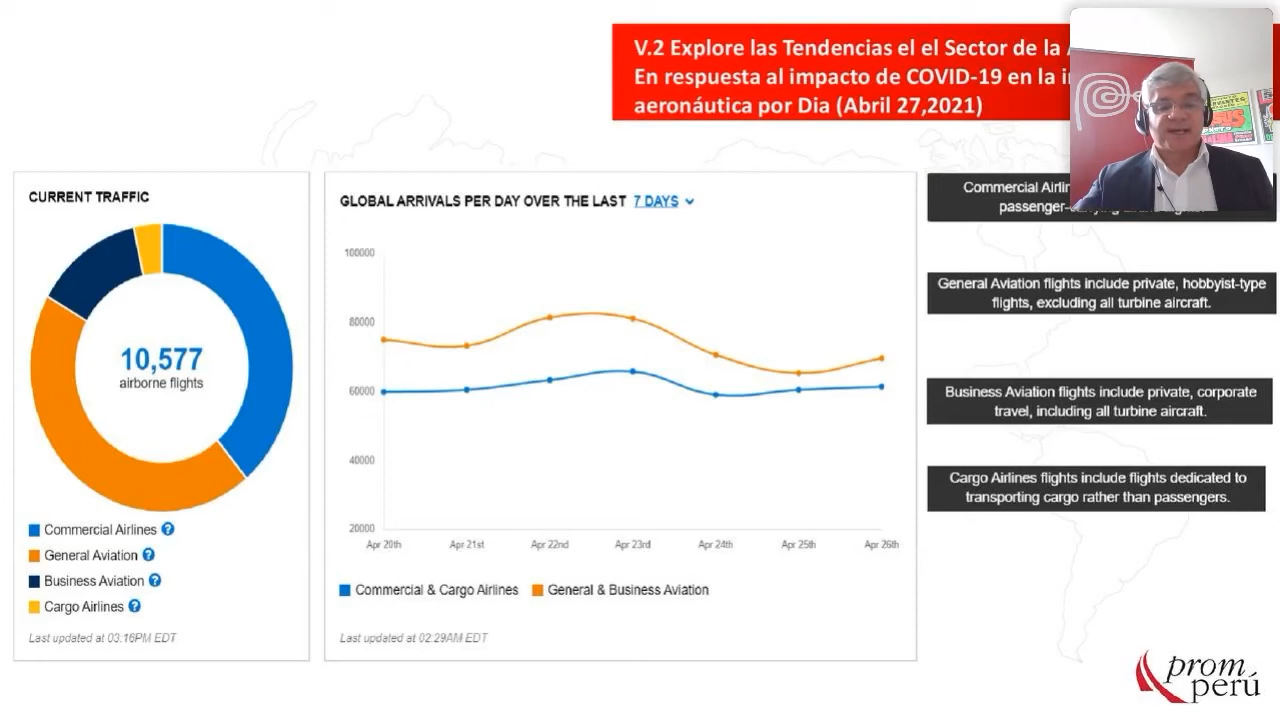 V.2 Explore las Tendencias el el Sector de la
En respuesta al impacto de COVID-19 en la
aeronáutica por Dia (Abril 27,2021)
CURRENT TRAFFIC
10,577
airborne flights
Commercial Airlines
General Aviation
Business Aviation
Cargo Airlines
Last updated at 03:16PM EDT
GLOBAL ARRIVALS PER DAY OVER THE LAST 7 DAYS
100000
80000
60000
40000
20000
Apr 20th Apr 21st Apr 22nd Apr 23rd Apr 24th Apr 25th Apr 26th
Commercial & Cargo Airlines General & Business Aviation
Last updated at 02:29AM EDT
Commercial
General Aviation flights include private, hobbyist-type
flights, excluding all turbine aircraft.
Business Aviation flights include private, corporate
travel, including all turbine aircraft.
Cargo Airlines flights include flights dedicated to
transporting cargo rather than passengers.
prom
perú